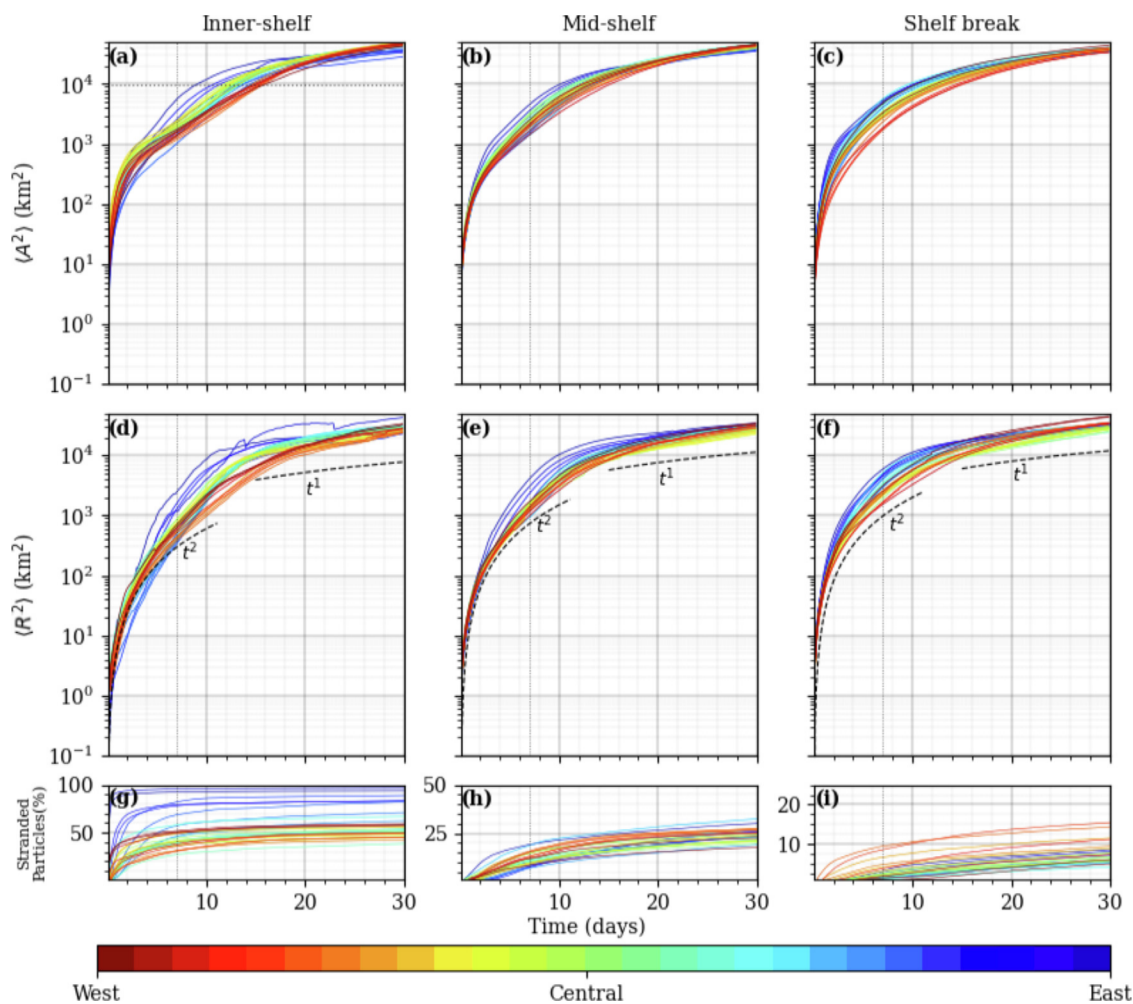 Inner-shelf Mid-shelf Shelf break
(a) (b) (c)
10⁴
10³
10²
10¹
10⁰
10⁻¹
⟨A²⟩ (km²)
(d) (e) (f)
10⁴
10³
10²
10¹
10⁰
10⁻¹
⟨R²⟩ (km²)
t¹ t¹ t¹
t² t² t²
100 (g) 50 (h) (i)
20
50 25 10
Stranded
Particles(%)
10 20 30 10 20 30 10 20 30
Time (days)
West Central East